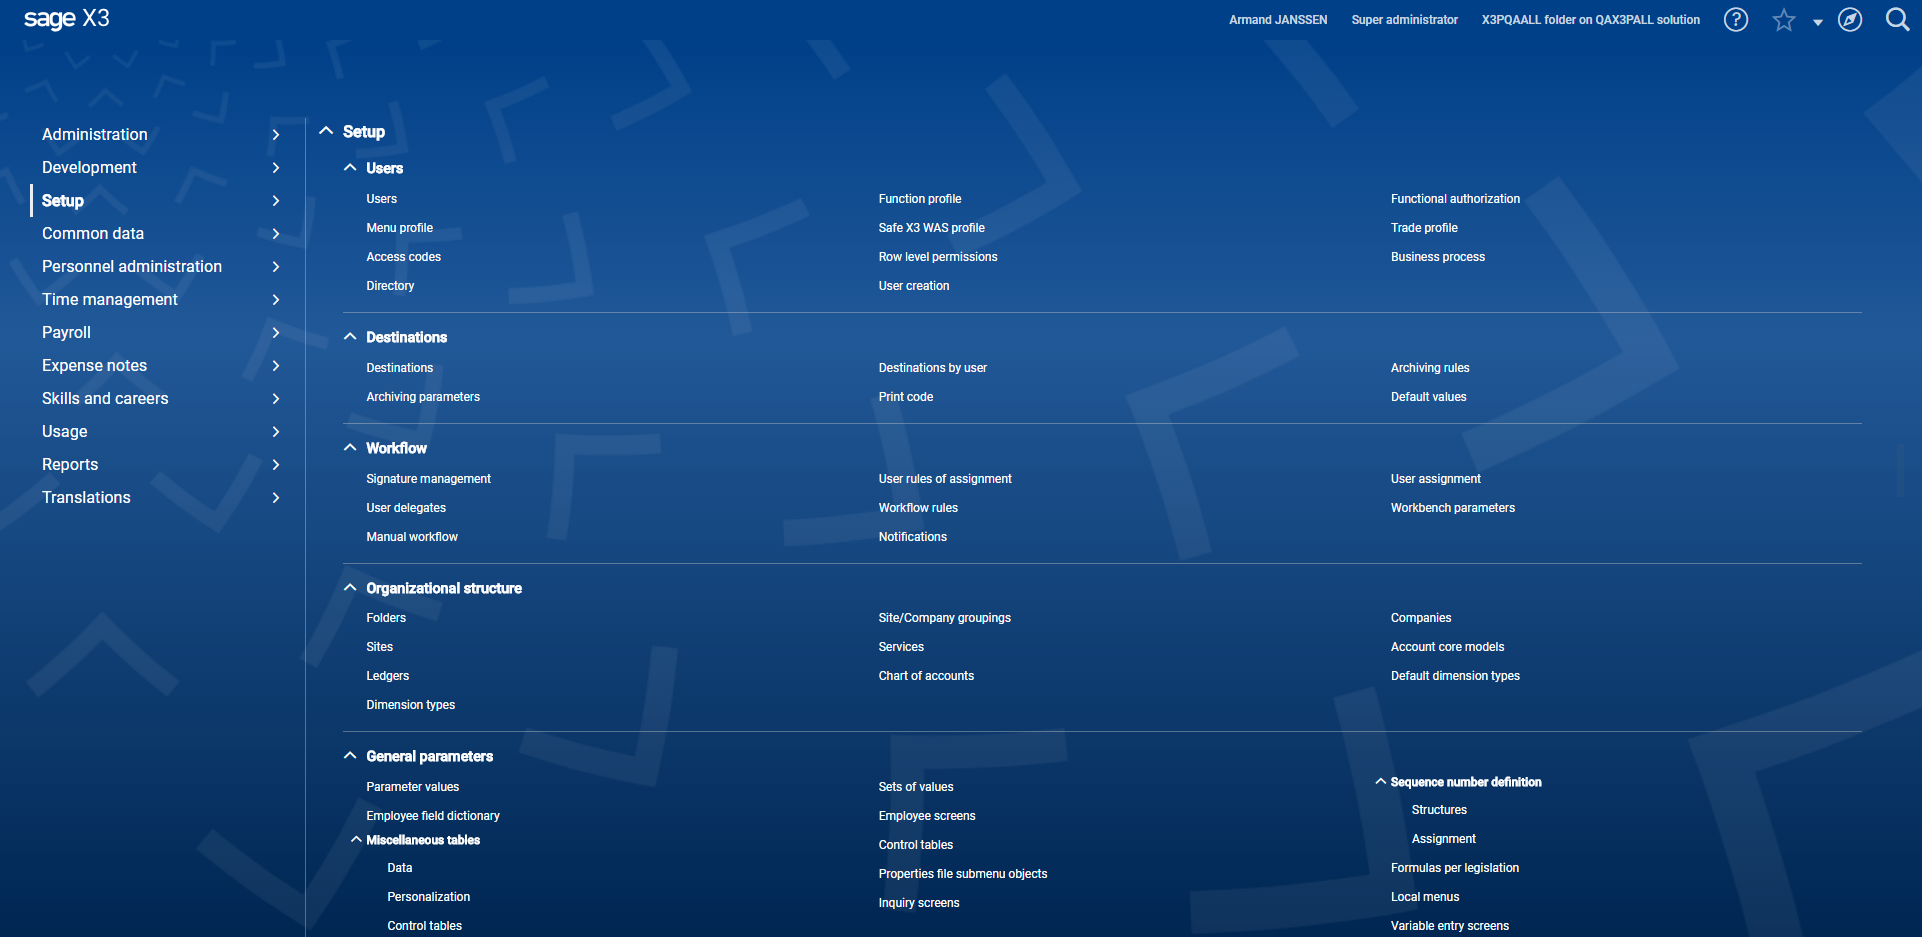 sage X3
Armand JANSSEN Super administrator X3PQAALL folder on QAX3PALL solution
Administration
Development
Setup
Common data
Personnel administration
Time management
Payroll
Expense notes
Skills and careers
Usage
Reports
Translations
Setup
Users
Users Function profile Functional authorization
Menu profile Safe X3 WAS profile Trade profile
Access codes Row level permissions Business process
Directory User creation
Destinations
Destinations Destinations by user Archiving rules
Archiving parameters Print code Default values
Workflow
Signature management User rules of assignment User assignment
User delegates Workflow rules Workbench parameters
Manual workflow Notifications
Organizational structure
Folders Site/Company groupings Companies
Sites Services Account core models
Ledgers Chart of accounts Default dimension types
Dimension types
General parameters
Parameter values
Employee field dictionary
Miscellaneous tables
Data
Personalization
Control tables
Sets of values
Employee screens
Control tables
Properties file submenu objects
Inquiry screens
Sequence number definition
Structures
Assignment
Formulas per legislation
Local menus
Variable entry screens